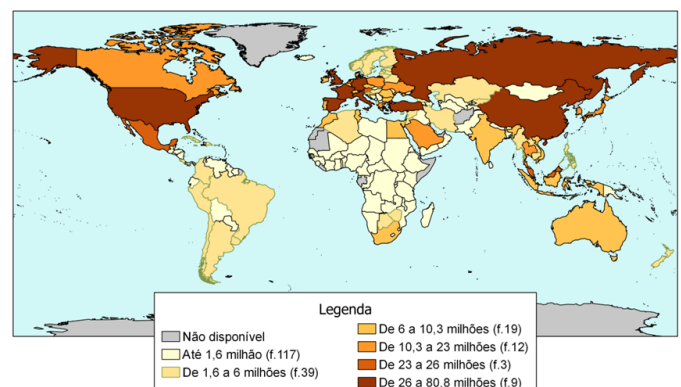 Legenda
Não disponível
Até 1,6 milhão (f.117)
De 1,6 a 6 milhões (f.39)
De 6 a 10,3 milhões (f.19)
De 10,3 a 23 milhões (f.12)
De 23 a 26 milhões (f.3)
De 26 a 80,8 milhões (f.9)